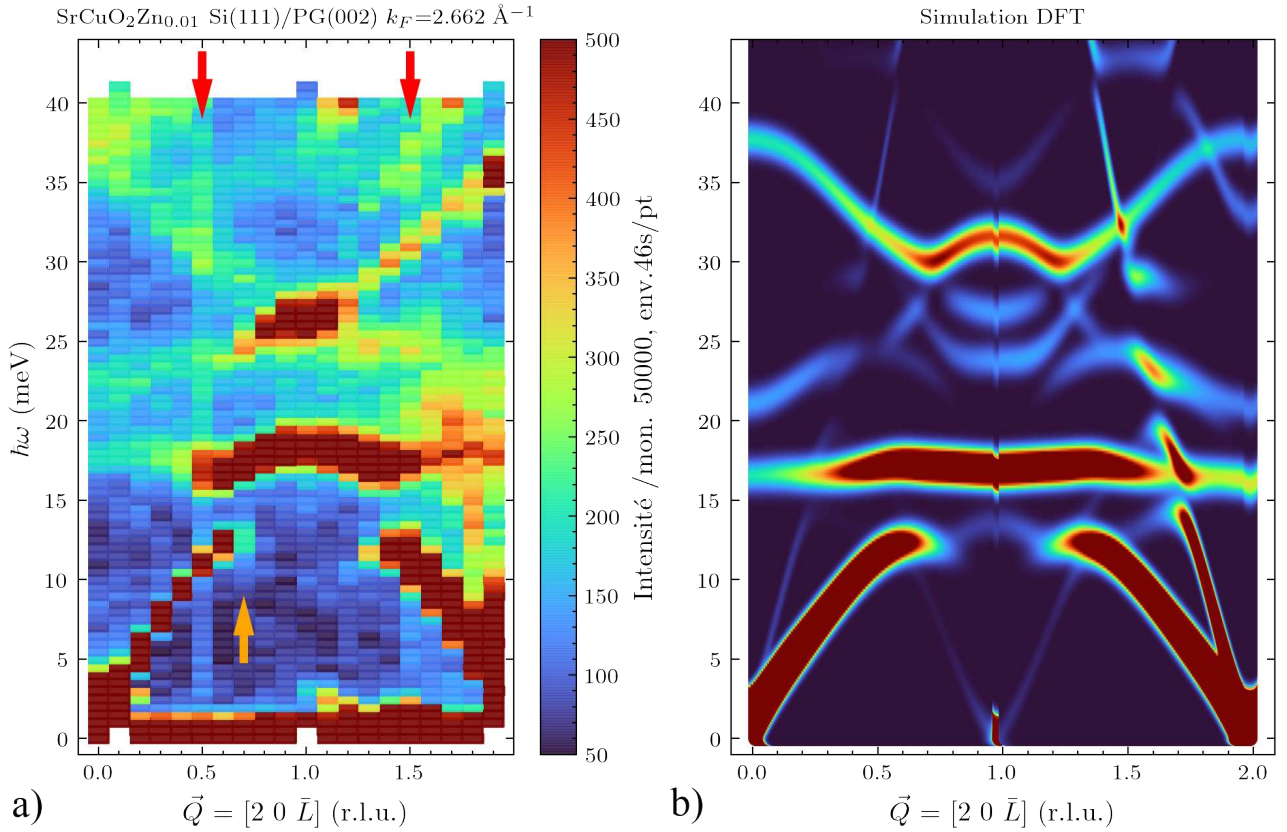 SrCuO₂Zn₀.₀₁ Si(111)/PG(002) k_F=2.662 Å⁻¹
Simulation DFT
40
35
30
25
20
15
10
5
0
ħω (meV)
0.0 0.5 1.0 1.5
Q⃗ = [2 0 L̄] (r.l.u.)
a)
500
450
400
350
300
250
200
150
100
50
Intensité /mon. 50000, env.46s/pt
40
35
30
25
20
15
10
5
0
0.0 0.5 1.0 1.5 2.0
Q⃗ = [2 0 L̄] (r.l.u.)
b)